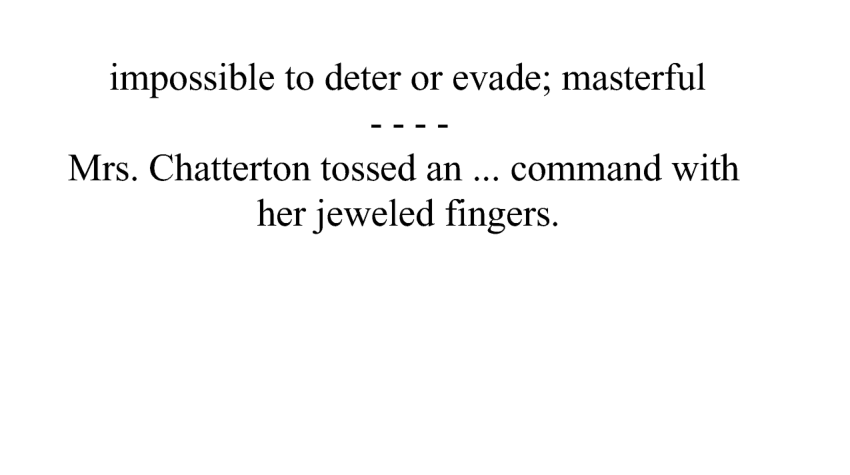 impossible to deter or evade; masterful
- - - -
Mrs. Chatterton tossed an ... command with
her jeweled fingers.